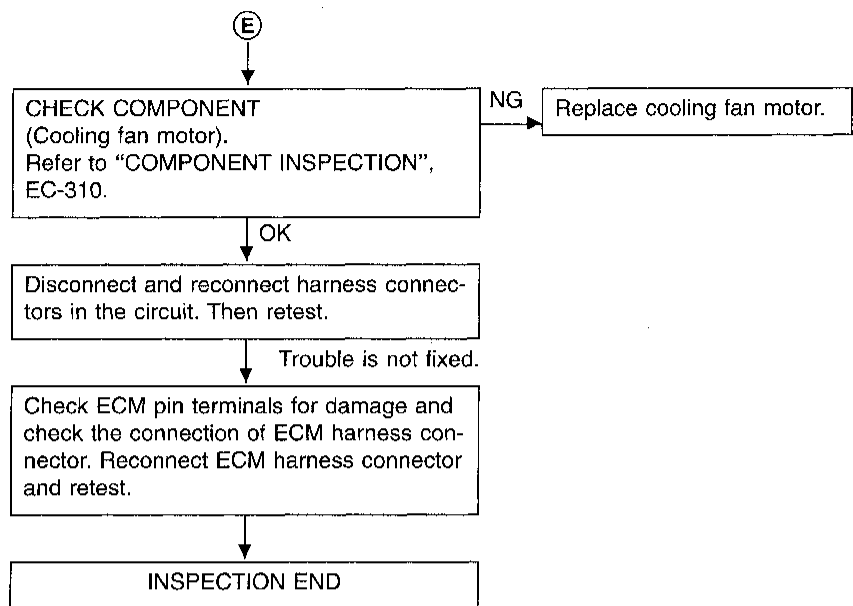 E
CHECK COMPONENT
(Cooling fan motor).
Refer to “COMPONENT INSPECTION”,
EC-310.
NG
Replace cooling fan motor.
OK
Disconnect and reconnect harness connec-
tors in the circuit. Then retest.
Trouble is not fixed.
Check ECM pin terminals for damage and
check the connection of ECM harness con-
nector. Reconnect ECM harness connector
and retest.
INSPECTION END